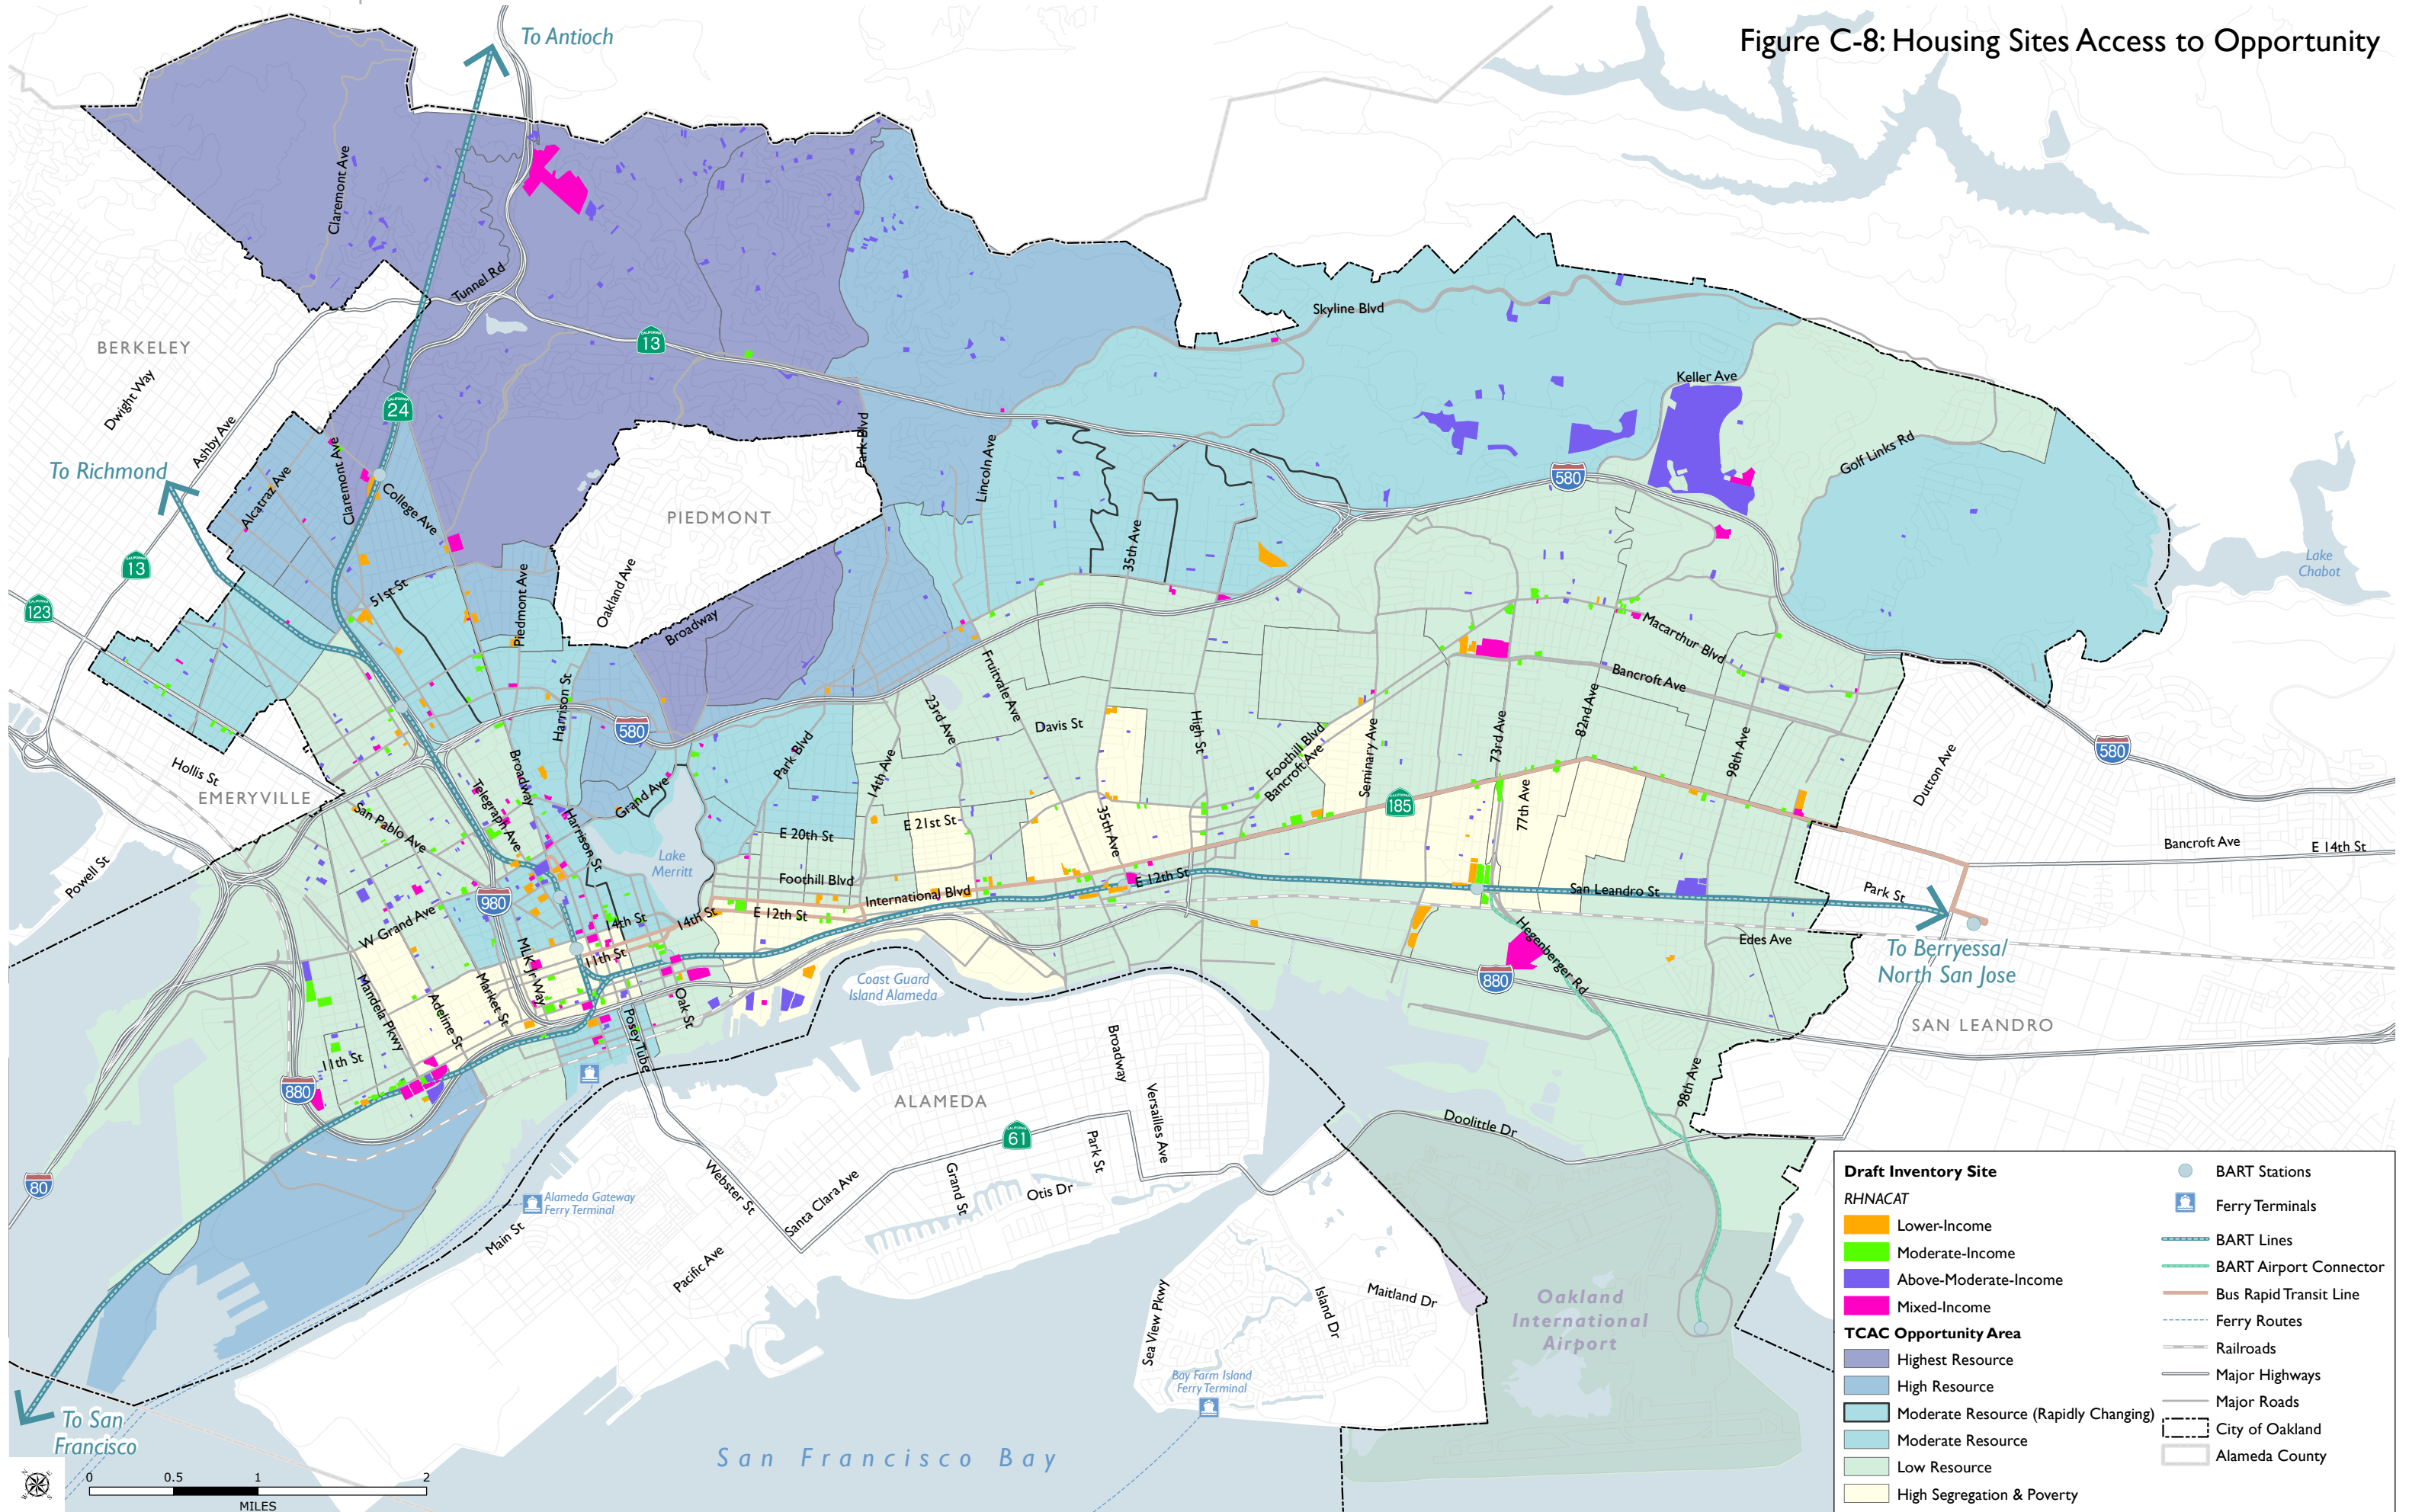 Figure C-8: Housing Sites Access to Opportunity
To Antioch
Claremont Ave
Tunnel Rd
13
Skyline Blvd
BERKELEY
Dwight Way
Ashby Ave
24
Keller Ave
To Richmond
Alcatraz Ave
Claremont Ave
College Ave
Park Blvd
Lincoln Ave
Golf Links Rd
580
PIEDMONT
35th Ave
13
123
51st St
Piedmont Ave
Oakland Ave
Broadway
Lake
Chabot
Macarthur Blvd
Bancroft Ave
Fruitvale Ave
23rd Ave
Davis St
High St
Harrison St
580
Park Blvd
14th Ave
Foothill Blvd
Bancroft Ave
Seminary Ave
73rd Ave
82nd Ave
98th Ave
580
Dutton Ave
Hollis St
EMERYVILLE
San Pablo Ave
Telegraph Ave
Broadway
Harrison St
Grand Ave
E 20th St
E 21st St
35th Ave
185
77th Ave
Bancroft Ave
E 14th St
Powell St
Lake
Merritt
Foothill Blvd
International Blvd
E 12th St
San Leandro St
Park St
980
W Grand Ave
14th St
14th St
E 12th St
11th St
MLK Jr Way
Market St
Adeline St
Mandela Pkwy
Oak St
Posey Tube
11th St
880
Coast Guard
Island Alameda
Hegenberger Rd
880
Edes Ave
To Berryessal
North San Jose
SAN LEANDRO
98th Ave
ALAMEDA
Broadway
Versailles Ave
61
Park St
Doolittle Dr
80
Alameda Gateway
Ferry Terminal
Main St
Webster St
Santa Clara Ave
Grand St
Otis Dr
Pacific Ave
Sea View Pkwy
Island Dr
Maitland Dr
Oakland
International
Airport
Bay Farm Island
Ferry Terminal
To San
Francisco
San Francisco Bay
0
0.5
1
2
MILES
Draft Inventory Site
RHNACAT
Lower-Income
Moderate-Income
Above-Moderate-Income
Mixed-Income
TCAC Opportunity Area
Highest Resource
High Resource
Moderate Resource (Rapidly Changing)
Moderate Resource
Low Resource
High Segregation & Poverty
BART Stations
Ferry Terminals
BART Lines
BART Airport Connector
Bus Rapid Transit Line
Ferry Routes
Railroads
Major Highways
Major Roads
City of Oakland
Alameda County